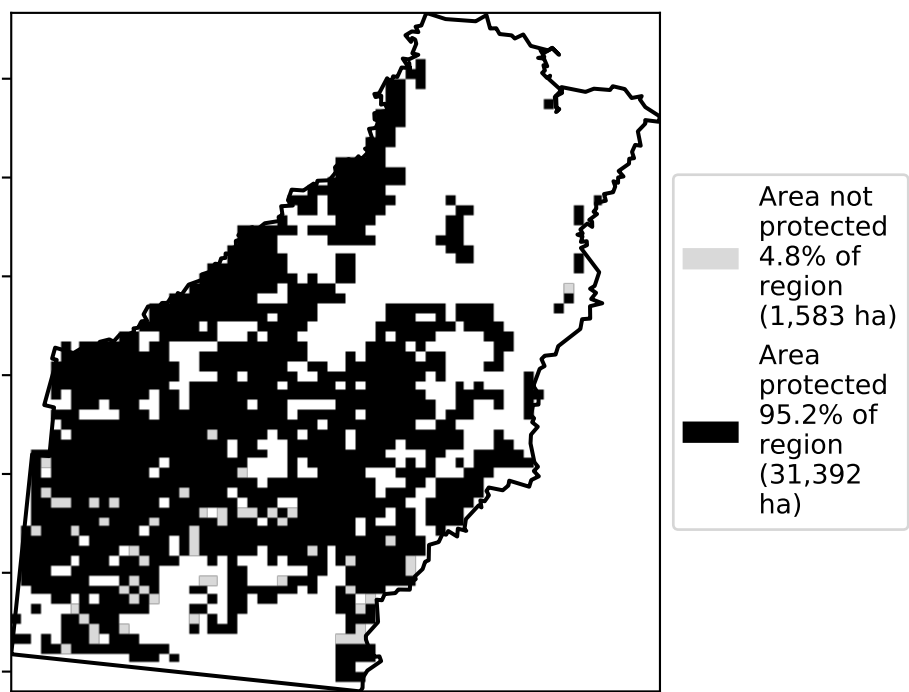 Area not
protected
4.8% of
region
(1,583 ha)
Area
protected
95.2% of
region
(31,392
ha)